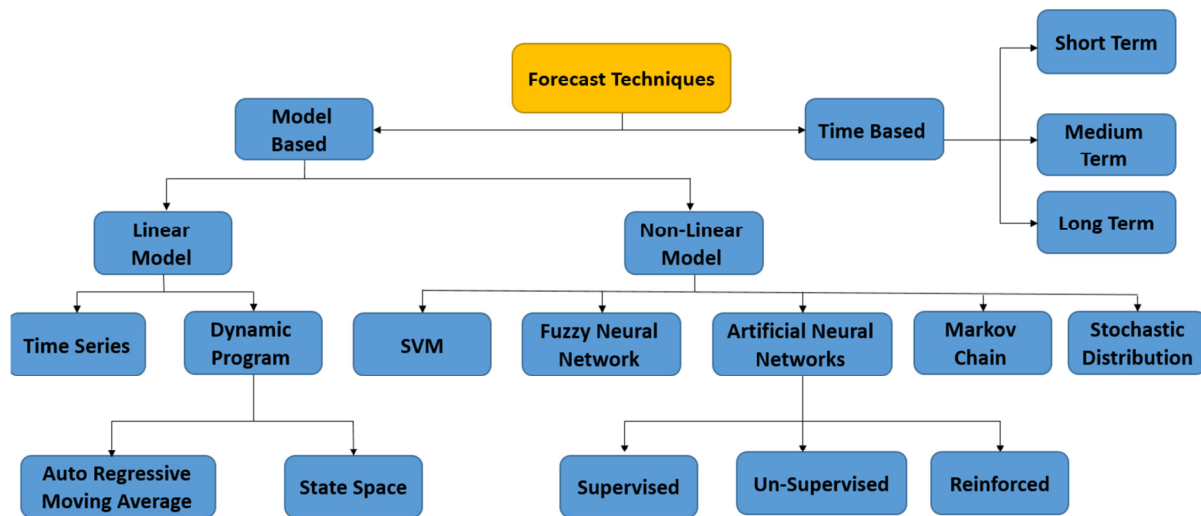 Short Term
Forecast Techniques
Model
Based
Time Based
Medium
Term
Long Term
Linear
Model
Non-Linear
Model
Time Series
Dynamic
Program
SVM
Fuzzy Neural
Network
Artificial Neural
Networks
Markov
Chain
Stochastic
Distribution
Auto Regressive
Moving Average
State Space
Supervised
Un-Supervised
Reinforced